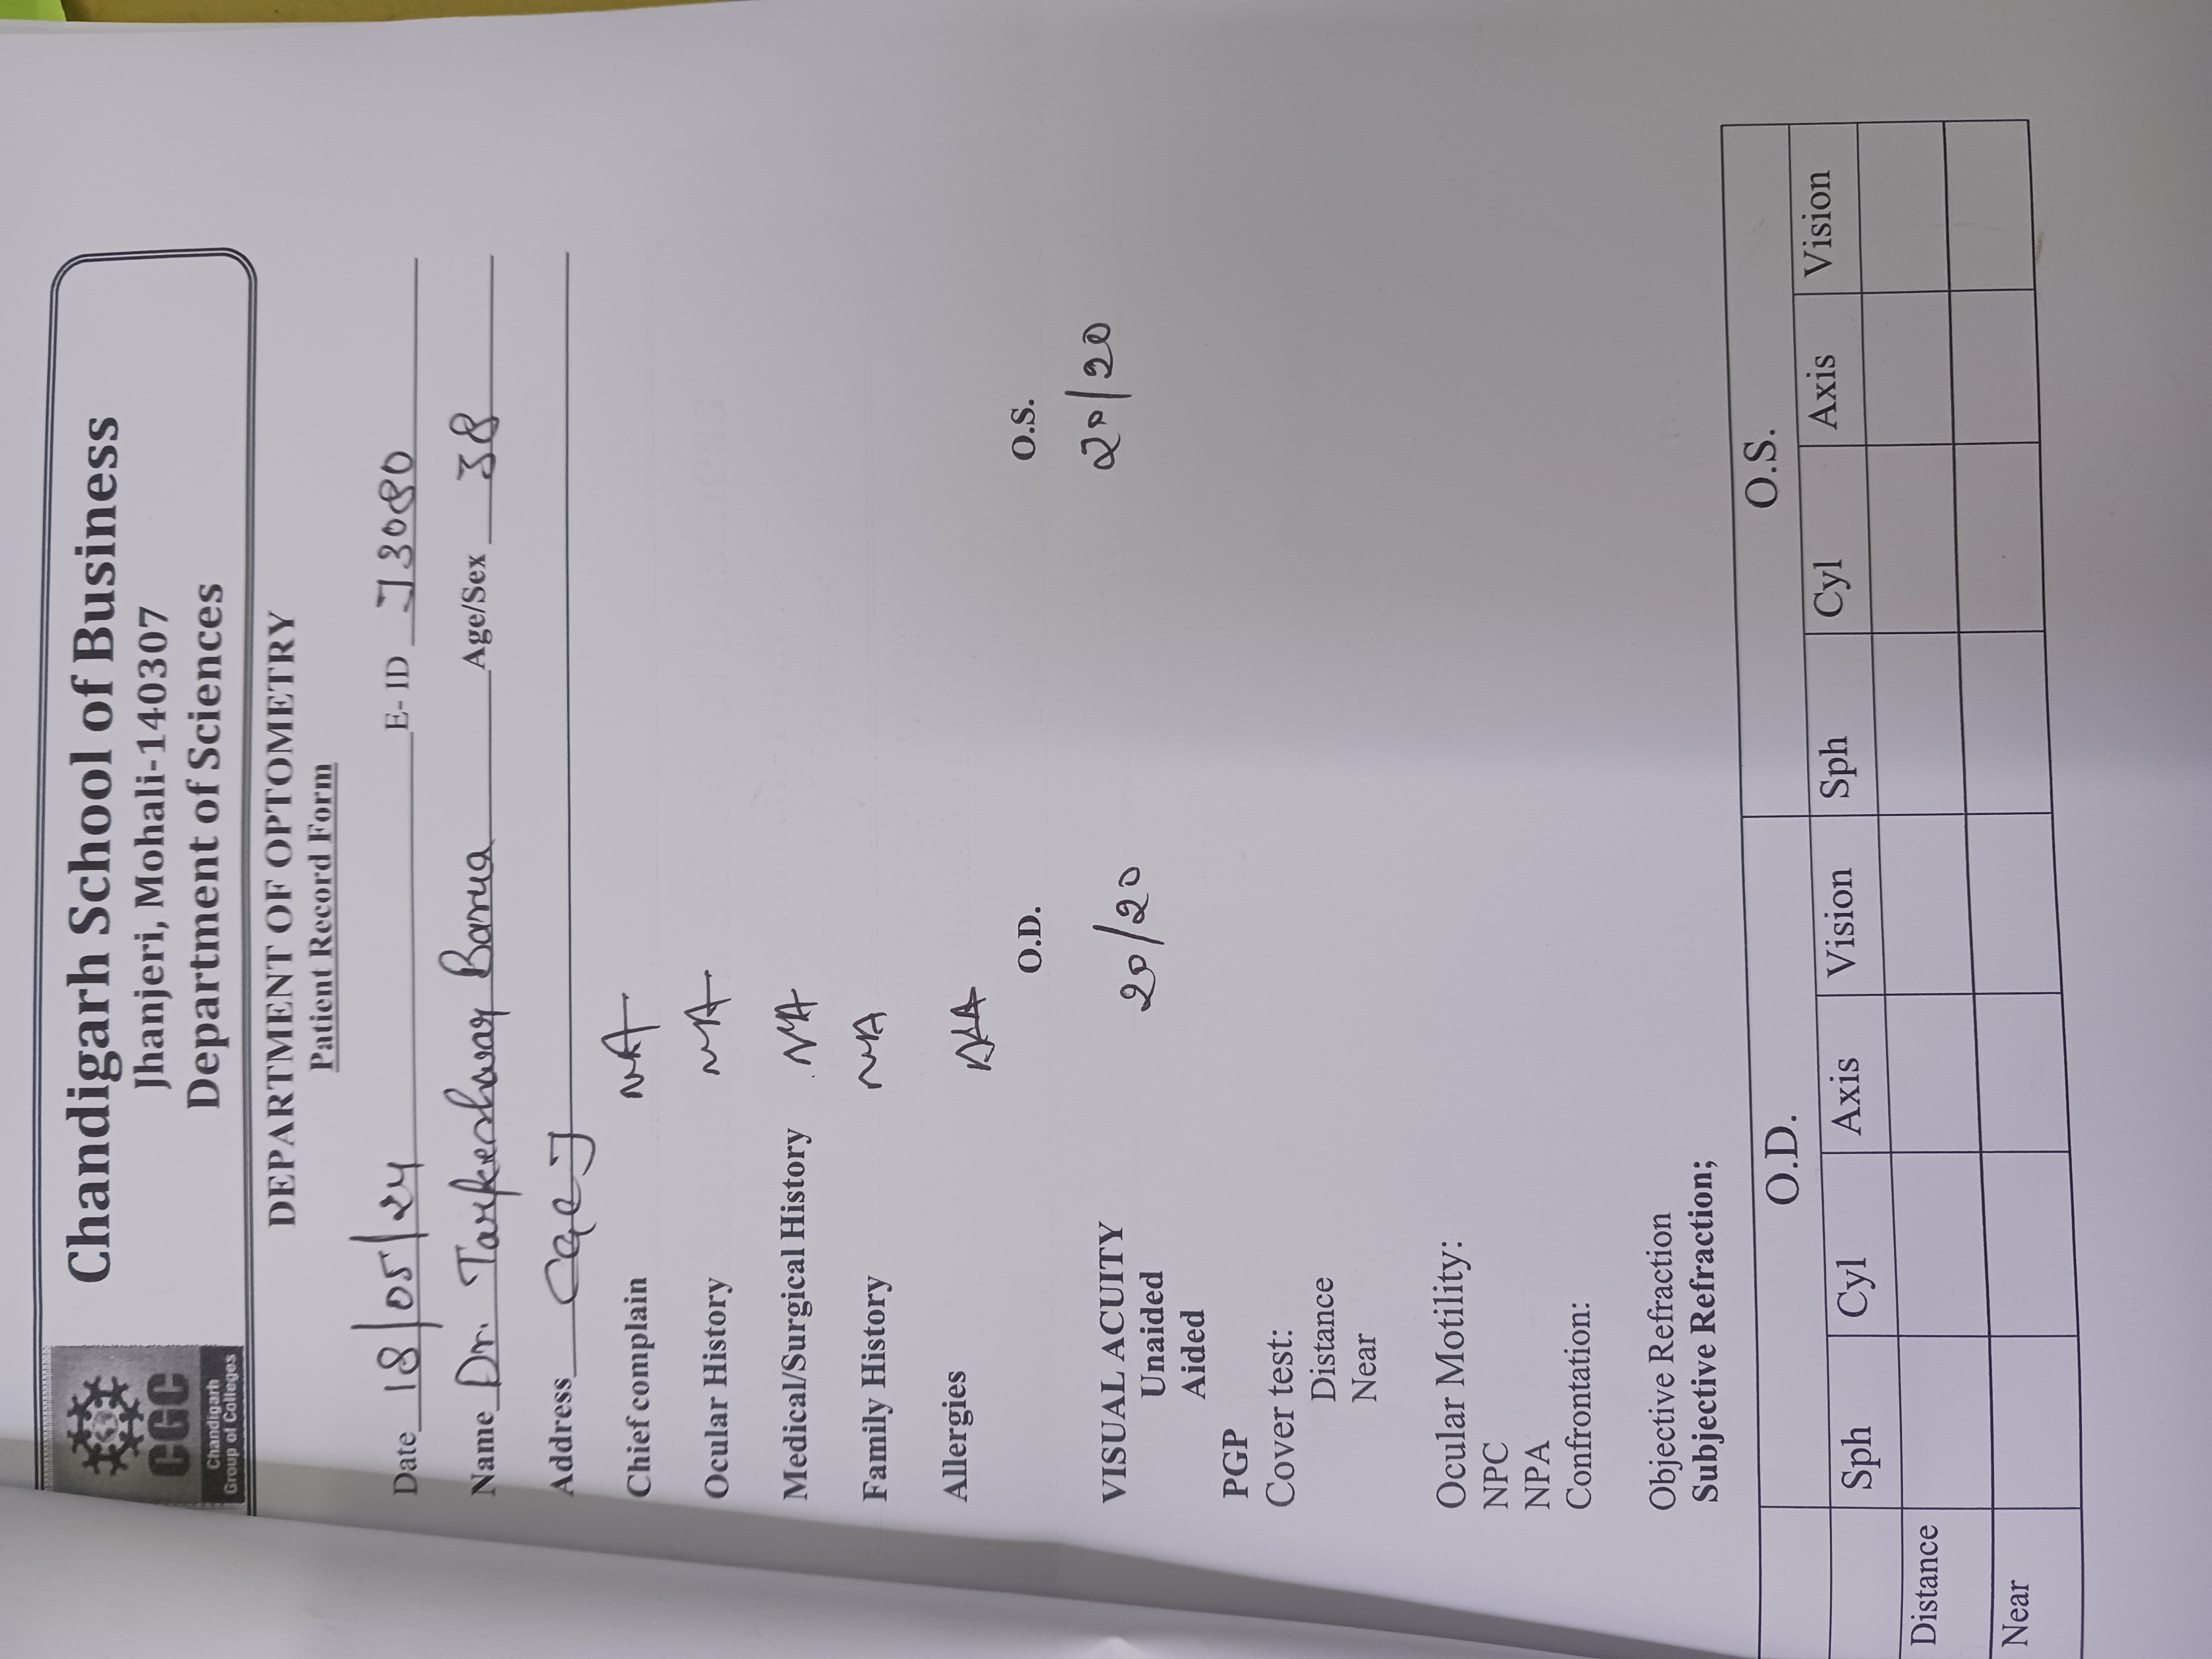 CGC
Chandigarh
Group of Colleges
Chandigarh School of Business
Jhanjeri, Mohali-140307
Department of Sciences
DEPARTMENT OF OPTOMETRY
Patient Record Form
Date 18/05/24 E- ID J3080
Name Dr. Tarkeshwar Barua Age/Sex 38
Address CGCJ
Chief complain NA
Ocular History NA
Medical/Surgical History NA
Family History NA
Allergies NA
O.D. O.S.
VISUAL ACUITY 20/20 20/20
Unaided
Aided
PGP
Cover test:
Distance
Near
Ocular Motility:
NPC
NPA
Confrontation:
Objective Refraction
Subjective Refraction;
O.D. O.S.
Sph Cyl Axis Vision Sph Cyl Axis Vision
Distance
Near